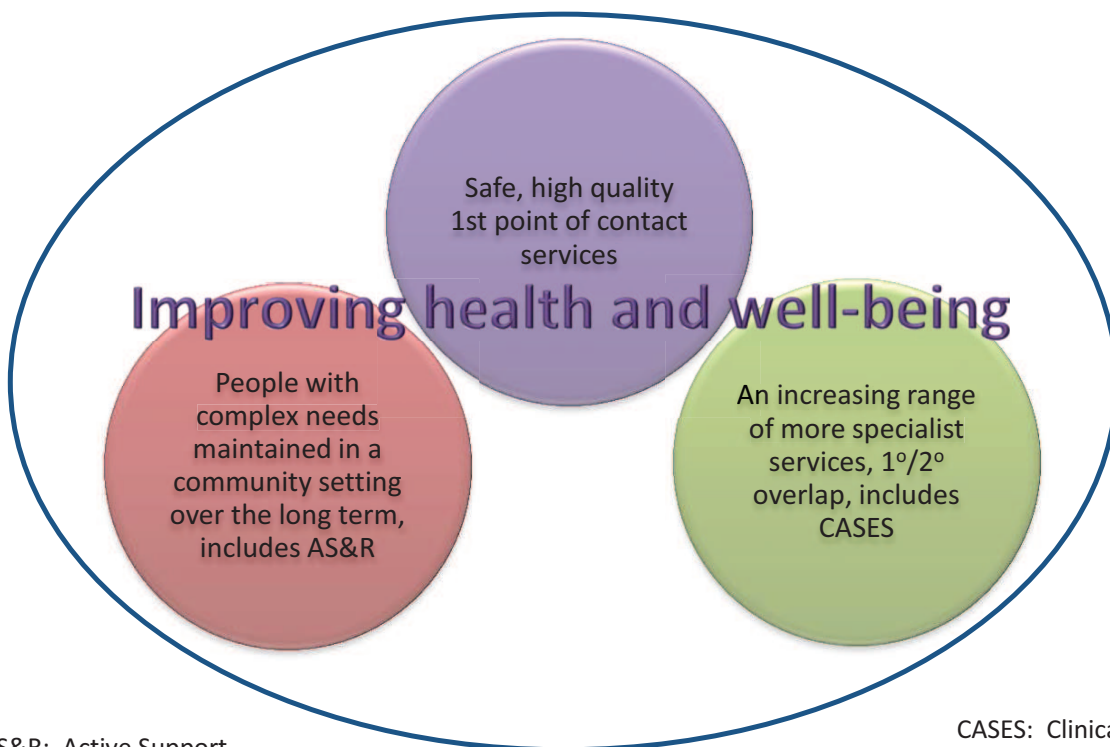 Safe, high quality
1st point of contact
services
Improving health and well-being
People with
complex needs
maintained in a
community setting
over the long term,
includes AS&R
An increasing range
of more specialist
services, 1º/2º
overlap, includes
CASES
S&R: Active Support
CASES: Clinica